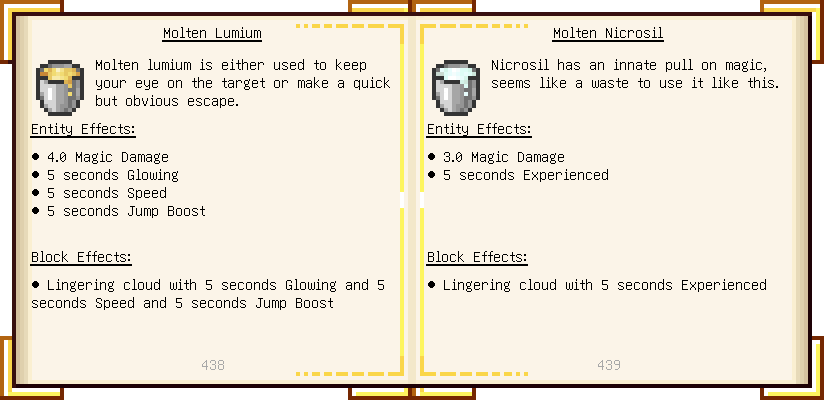 Molten Lumium
Molten lumium is either used to keep
your eye on the target or make a quick
but obvious escape.
Entity Effects:
● 4.0 Magic Damage
● 5 seconds Glowing
● 5 seconds Speed
● 5 seconds Jump Boost
Block Effects:
● Lingering cloud with 5 seconds Glowing and 5
seconds Speed and 5 seconds Jump Boost
438
Molten Nicrosil
Nicrosil has an innate pull on magic,
seems like a waste to use it like this.
Entity Effects:
● 3.0 Magic Damage
● 5 seconds Experienced
Block Effects:
● Lingering cloud with 5 seconds Experienced
439